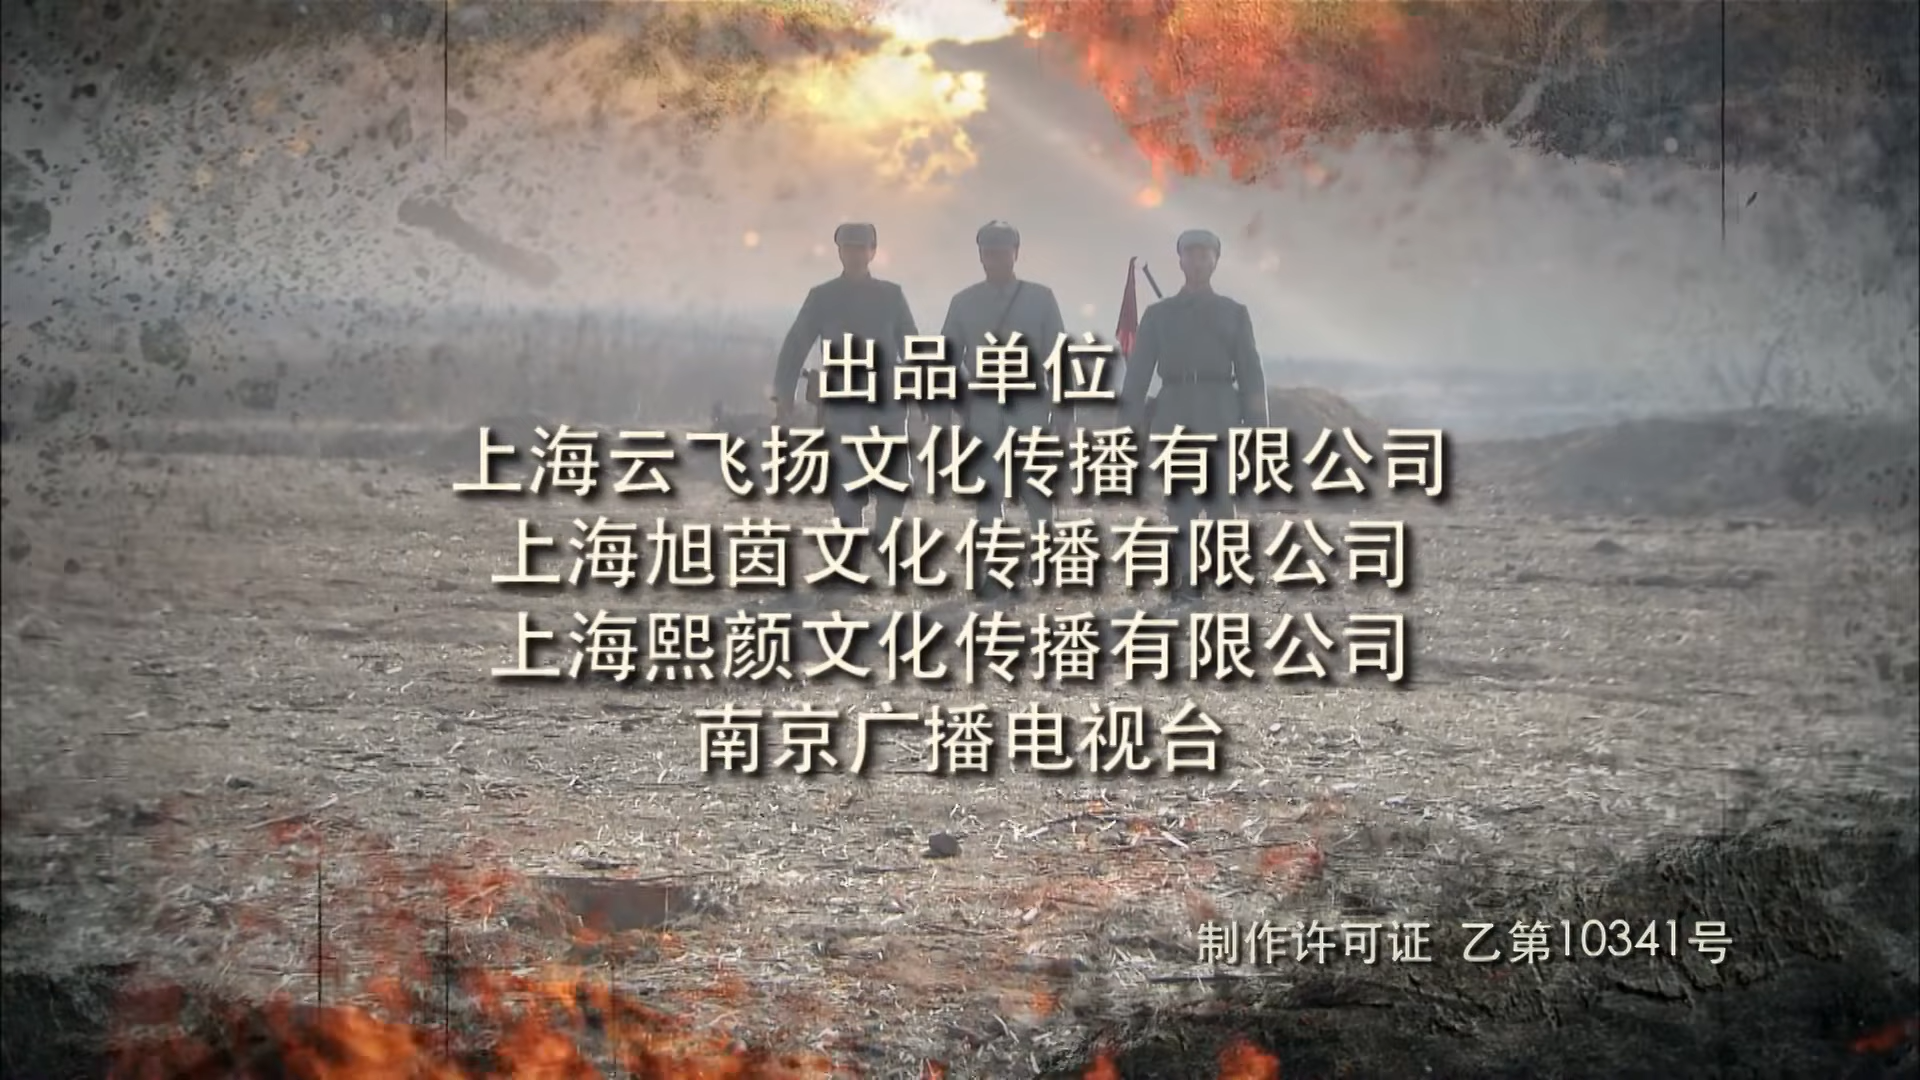 出品单位
上海云飞扬文化传播有限公司
上海旭茵文化传播有限公司
上海熙颜文化传播有限公司
南京广播电视台
制作许可证 乙第10341号